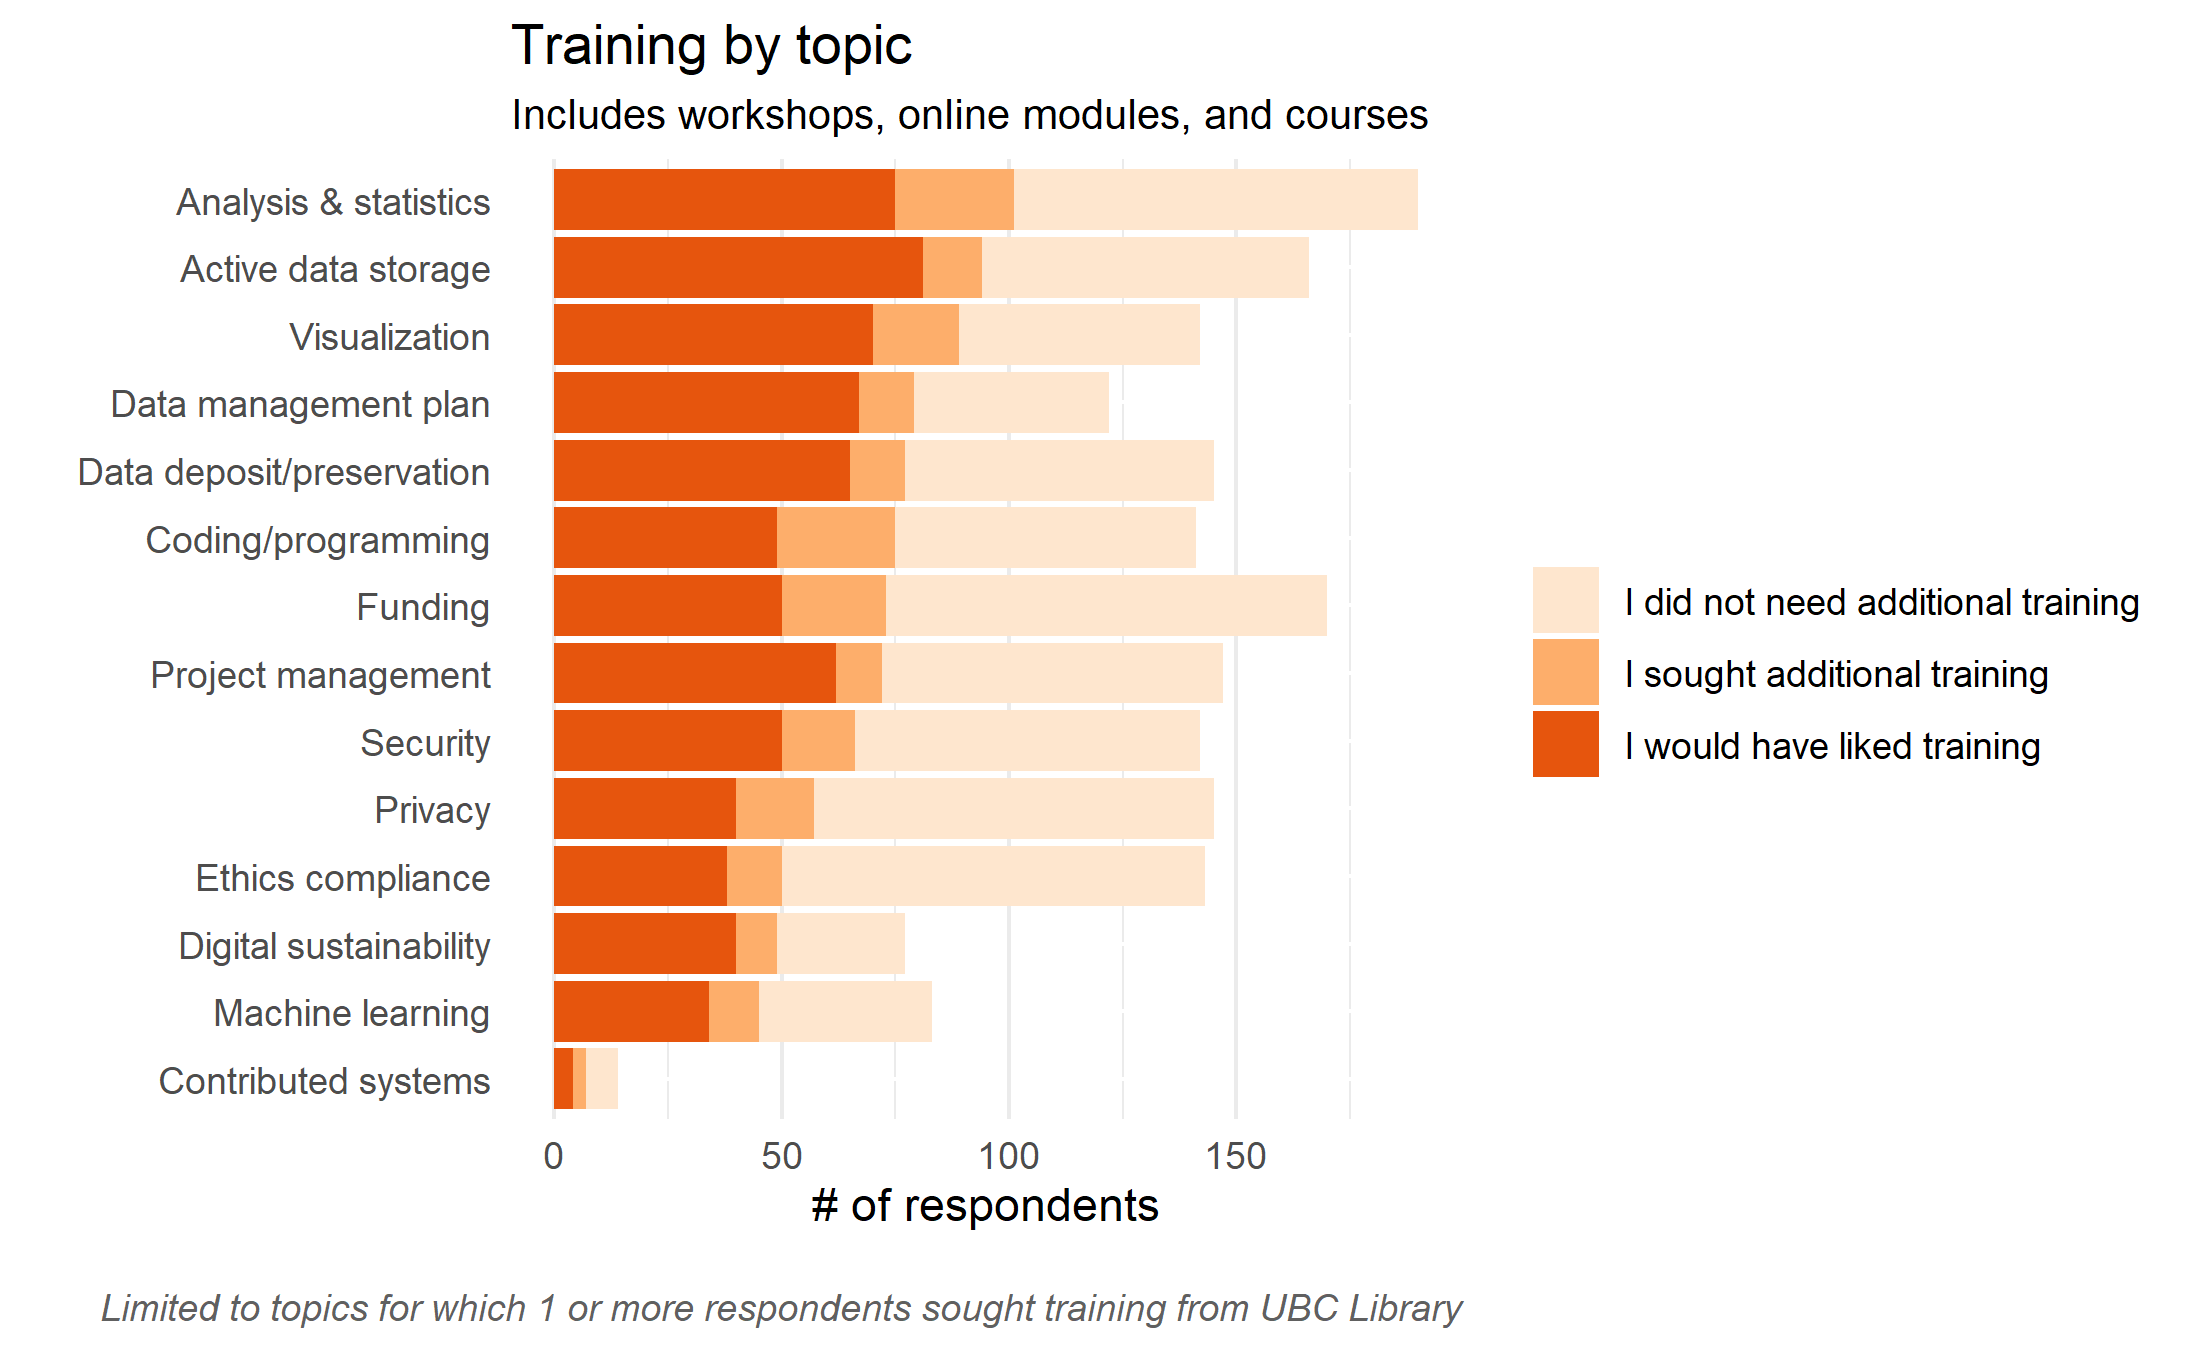 Training by topic
Includes workshops, online modules, and courses
Analysis & statistics
Active data storage
Visualization
Data management plan
Data deposit/preservation
Coding/programming
Funding
Project management
Security
Privacy
Ethics compliance
Digital sustainability
Machine learning
Contributed systems
0 50 100 150
# of respondents
I did not need additional training
I sought additional training
I would have liked training
Limited to topics for which 1 or more respondents sought training from UBC Library